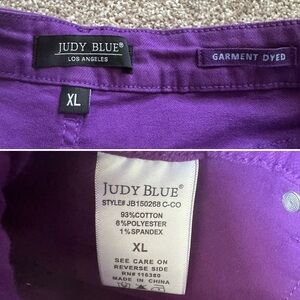 JUDY BLUE®
LOS ANGELES
GARMENT DYED
XL
JUDY BLUE®
STYLE# JB150268 C-CO
93%COTTON
6%POLYESTER
1%SPANDEX
XL
SEE CARE ON
REVERSE SIDE
RN# 116380
MADE IN CHINA